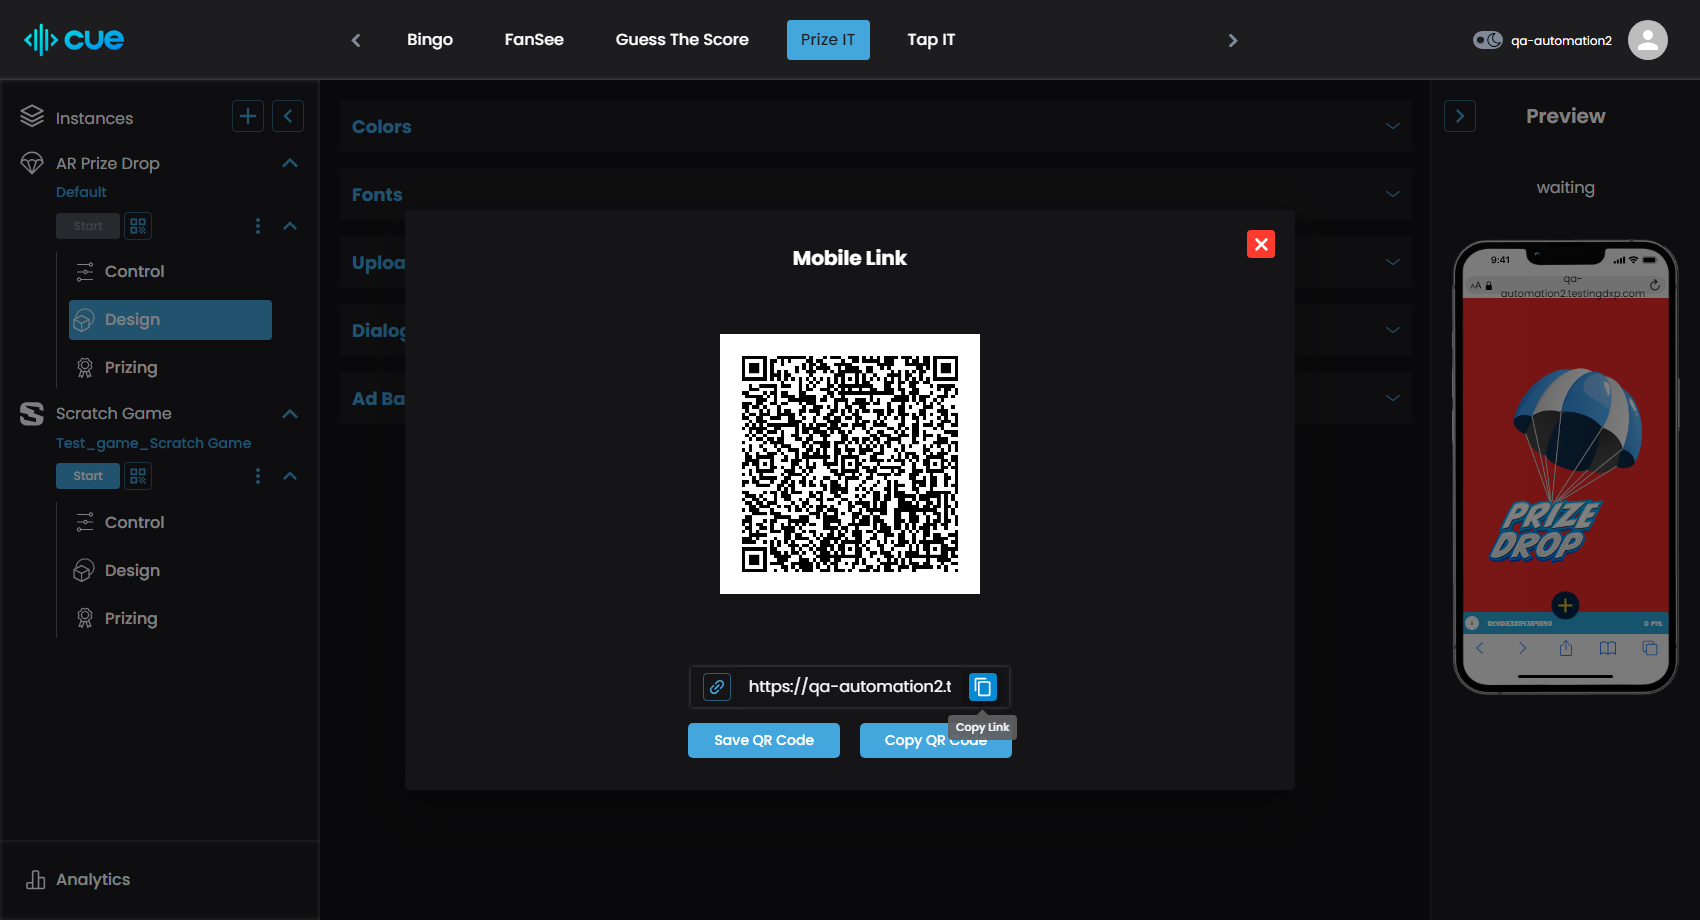 cue
Bingo
FanSee
Guess The Score
Prize IT
Tap IT
qa-automation2
Instances
AR Prize Drop
Default
Start
Control
Design
Prizing
Scratch Game
Test_game_Scratch Game
Start
Control
Design
Prizing
Analytics
Colors
Fonts
Uploa
Dialog
Ad Ba
Mobile Link
https://qa-automation2.t
Copy Link
Save QR Code
Copy QR Code
Preview
waiting
9:41
AA
qa-
automation2.testingdxp.com
PRIZE
DROP
0 PTS.